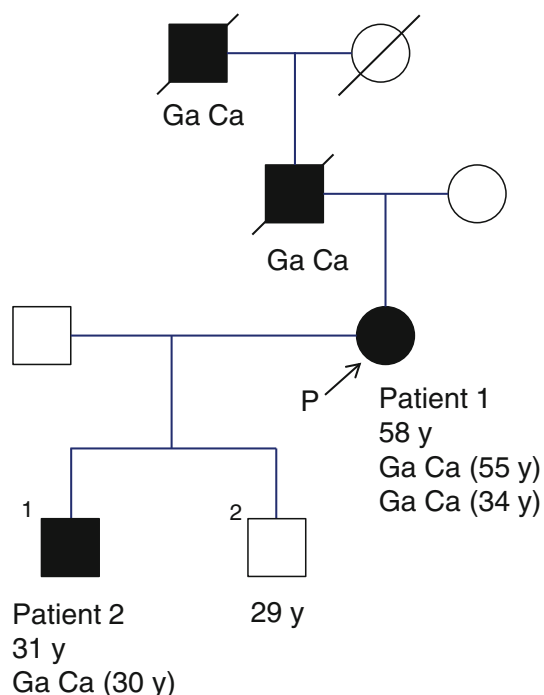 Ga Ca
Ga Ca
P
Patient 1
58 y
Ga Ca (55 y)
Ga Ca (34 y)
1
2
Patient 2
31 y
Ga Ca (30 y)
29 y